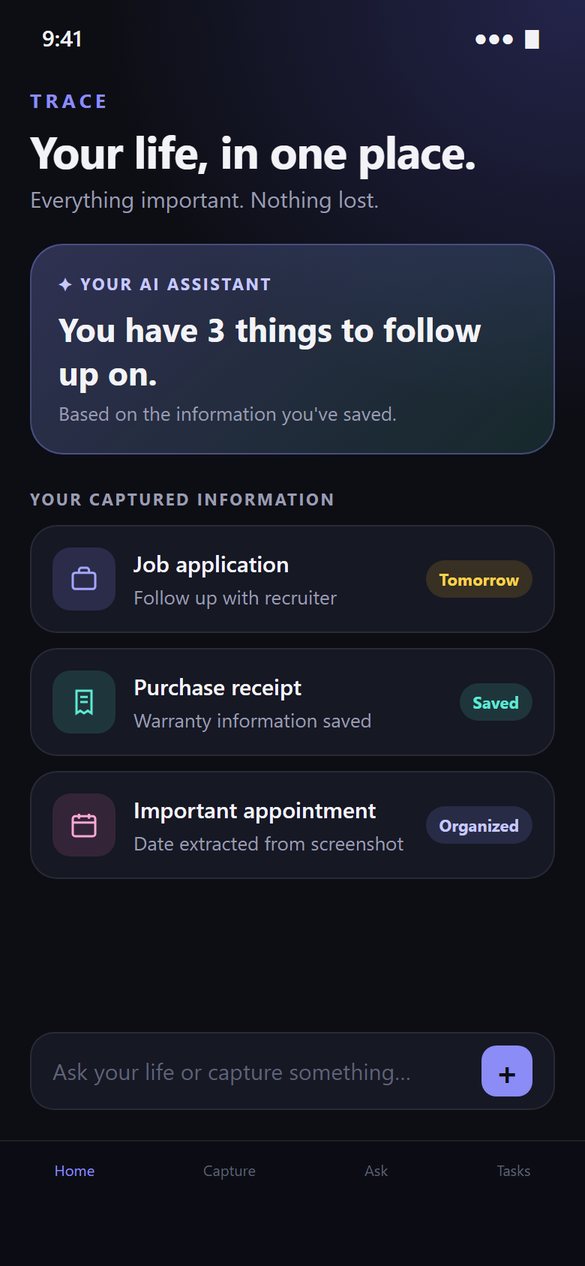 9:41
TRACE
Your life, in one place.
Everything important. Nothing lost.
✦ YOUR AI ASSISTANT
You have 3 things to follow
up on.
Based on the information you've saved.
YOUR CAPTURED INFORMATION
Job application
Follow up with recruiter
Tomorrow
Purchase receipt
Warranty information saved
Saved
Important appointment
Date extracted from screenshot
Organized
Ask your life or capture something...
+
Home Capture Ask Tasks